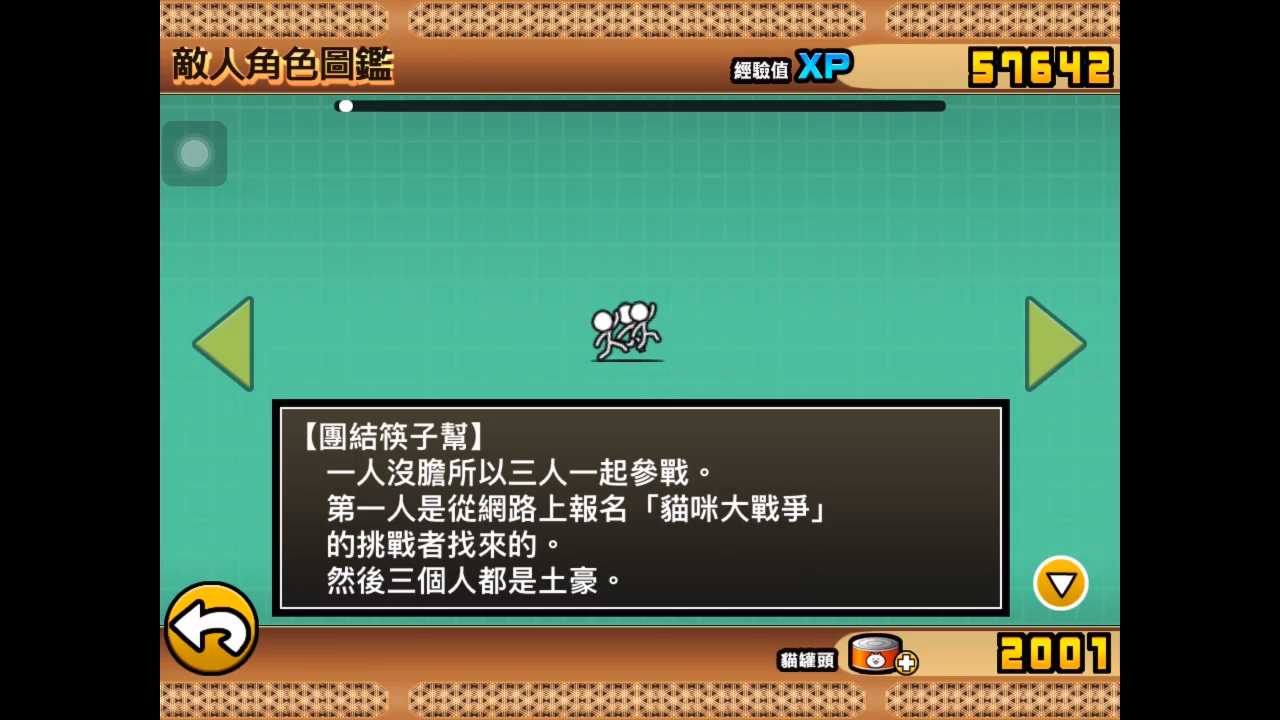 敵人角色圖鑑
經驗值 XP 57642
【團結筷子幫】
一人沒膽所以三人一起參戰。
第一人是從網路上報名「貓咪大戰爭」
的挑戰者找來的。
然後三個人都是土豪。
貓罐頭 2001